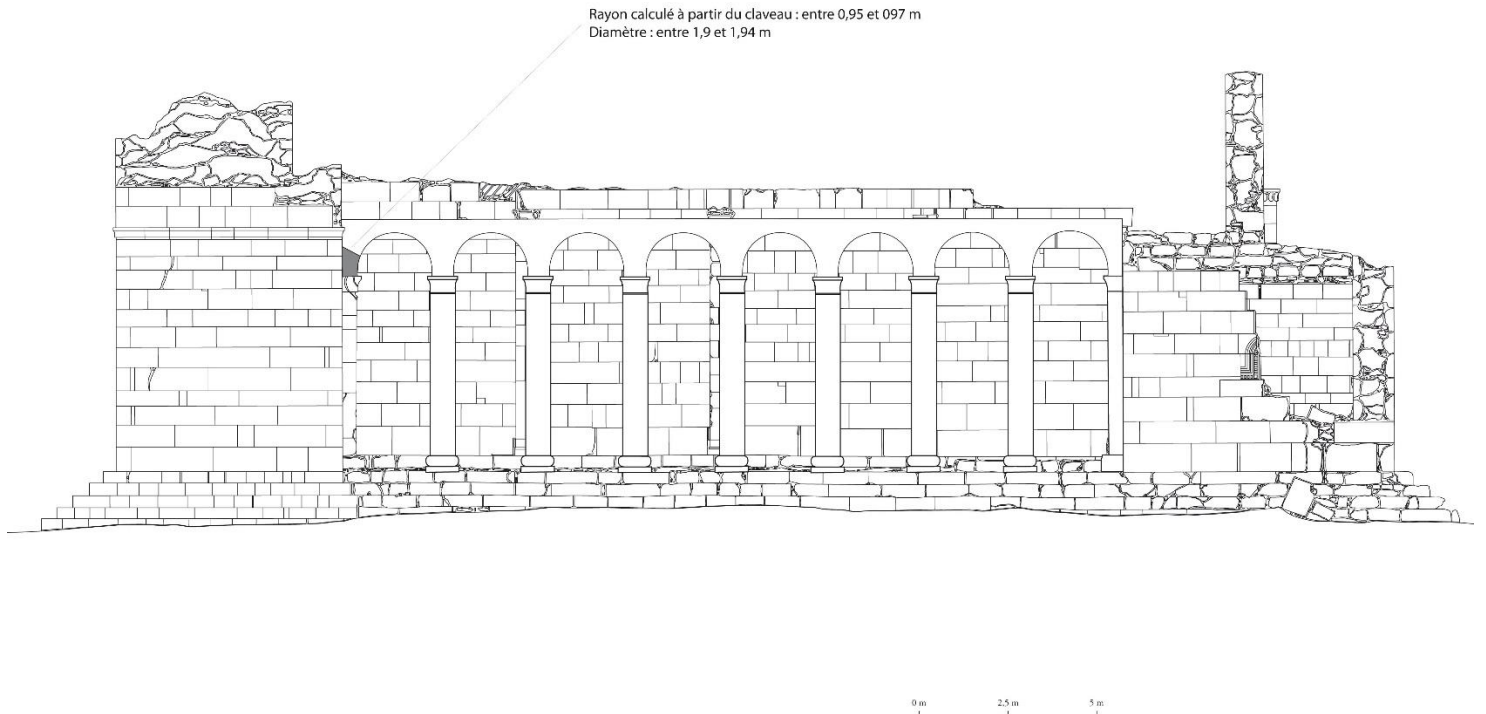 Rayon calculé à partir du claveau : entre 0,95 et 097 m
Diamètre : entre 1,9 et 1,94 m
0 m 2,5 m 5 m